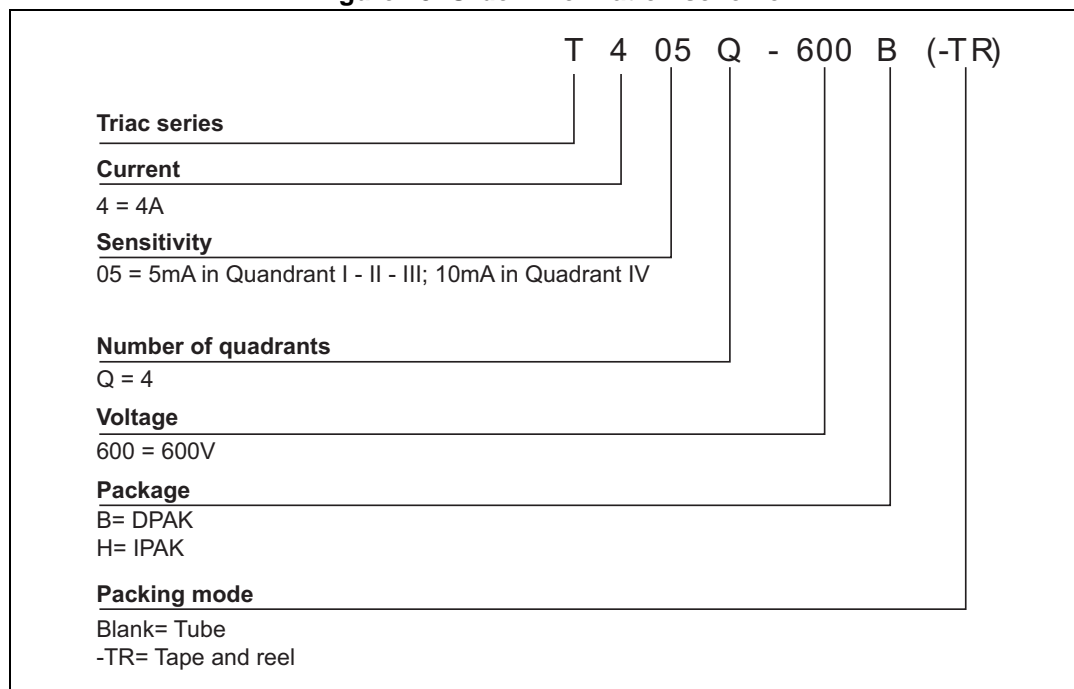 T 4 05 Q - 600 B (-TR)
Triac series
Current
4 = 4A
Sensitivity
05 = 5mA in Quandrant I - II - III; 10mA in Quadrant IV
Number of quadrants
Q = 4
Voltage
600 = 600V
Package
B= DPAK
H= IPAK
Packing mode
Blank= Tube
-TR= Tape and reel